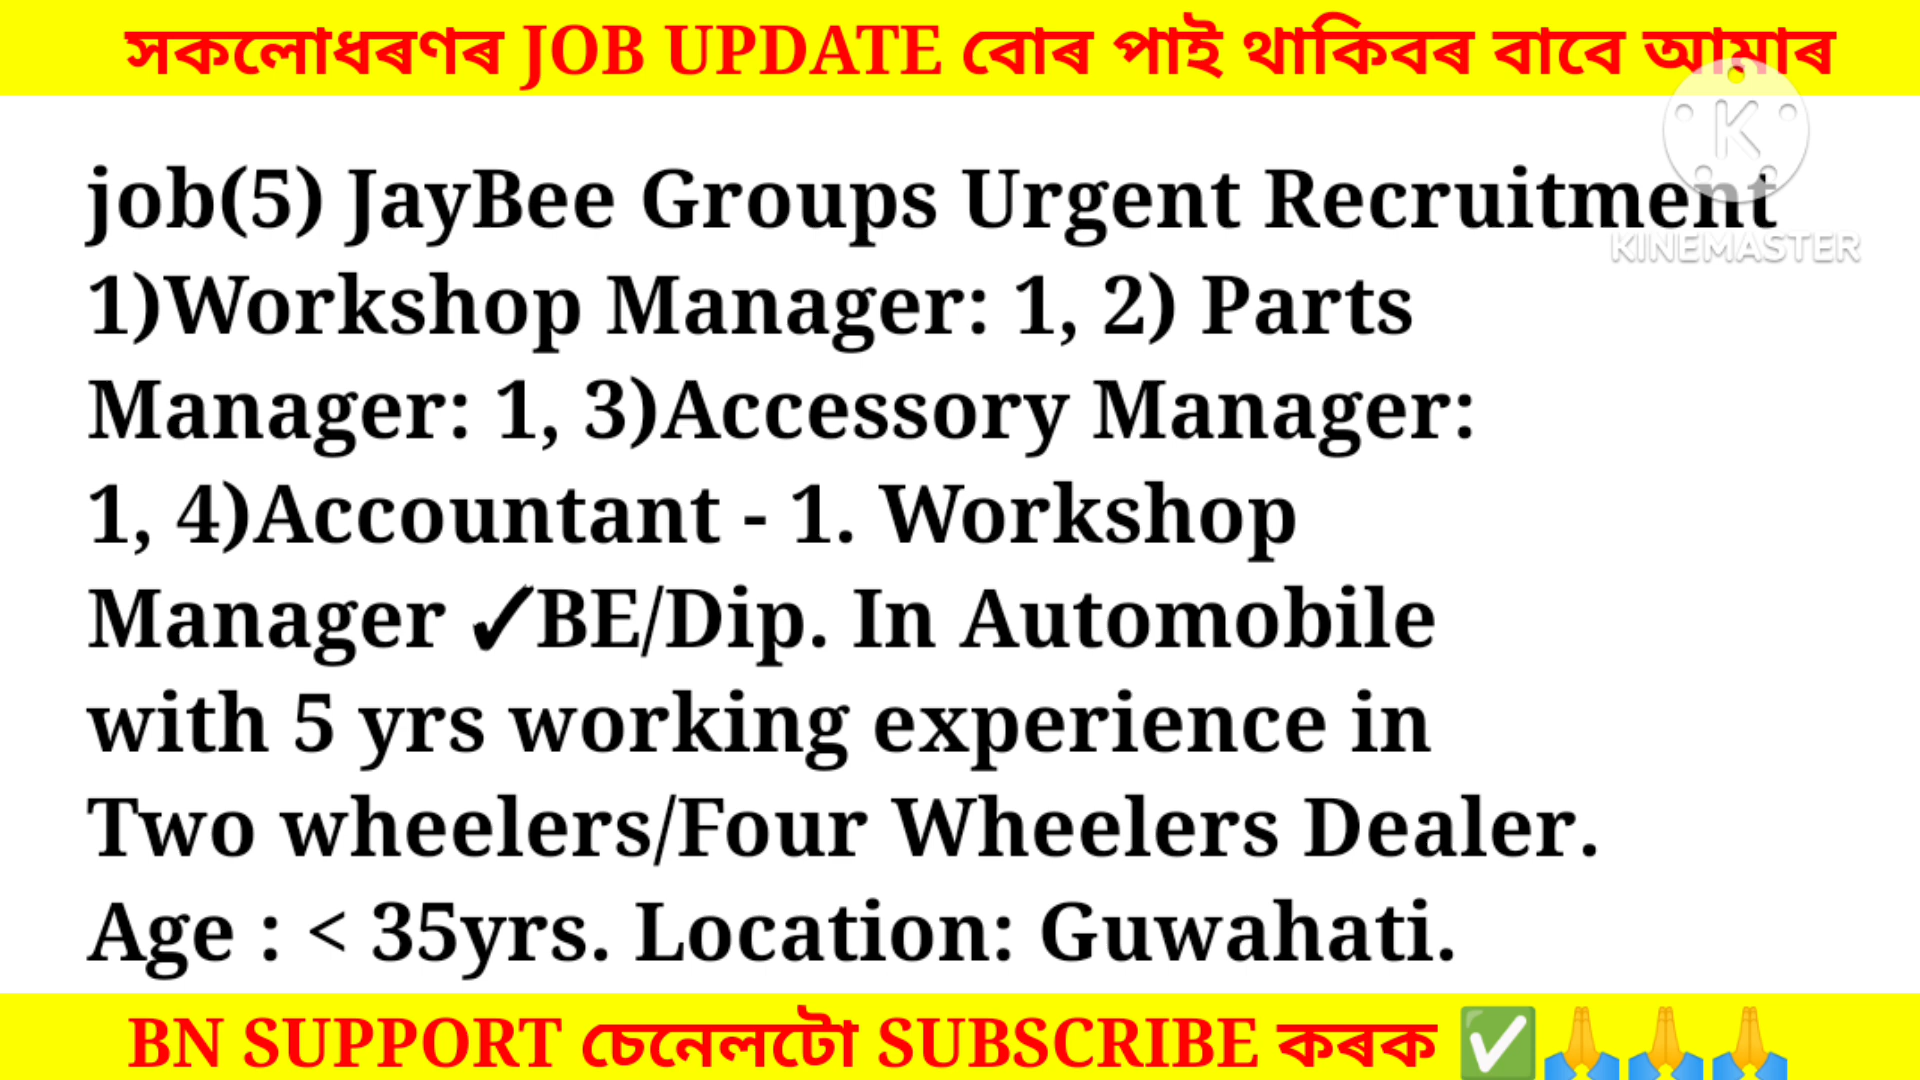 সকলোধৰণৰ JOB UPDATE বোৰ পাই থাকিবৰ বাবে আমাৰ
job(5) JayBee Groups Urgent Recruitment
KINEMASTER
1)Workshop Manager: 1, 2) Parts
Manager: 1, 3)Accessory Manager:
1, 4)Accountant - 1. Workshop
Manager ✓BE/Dip. In Automobile
with 5 yrs working experience in
Two wheelers/Four Wheelers Dealer.
Age : < 35yrs. Location: Guwahati.
BN SUPPORT চেনেলটো SUBSCRIBE কৰক ✅🙏🙏🙏